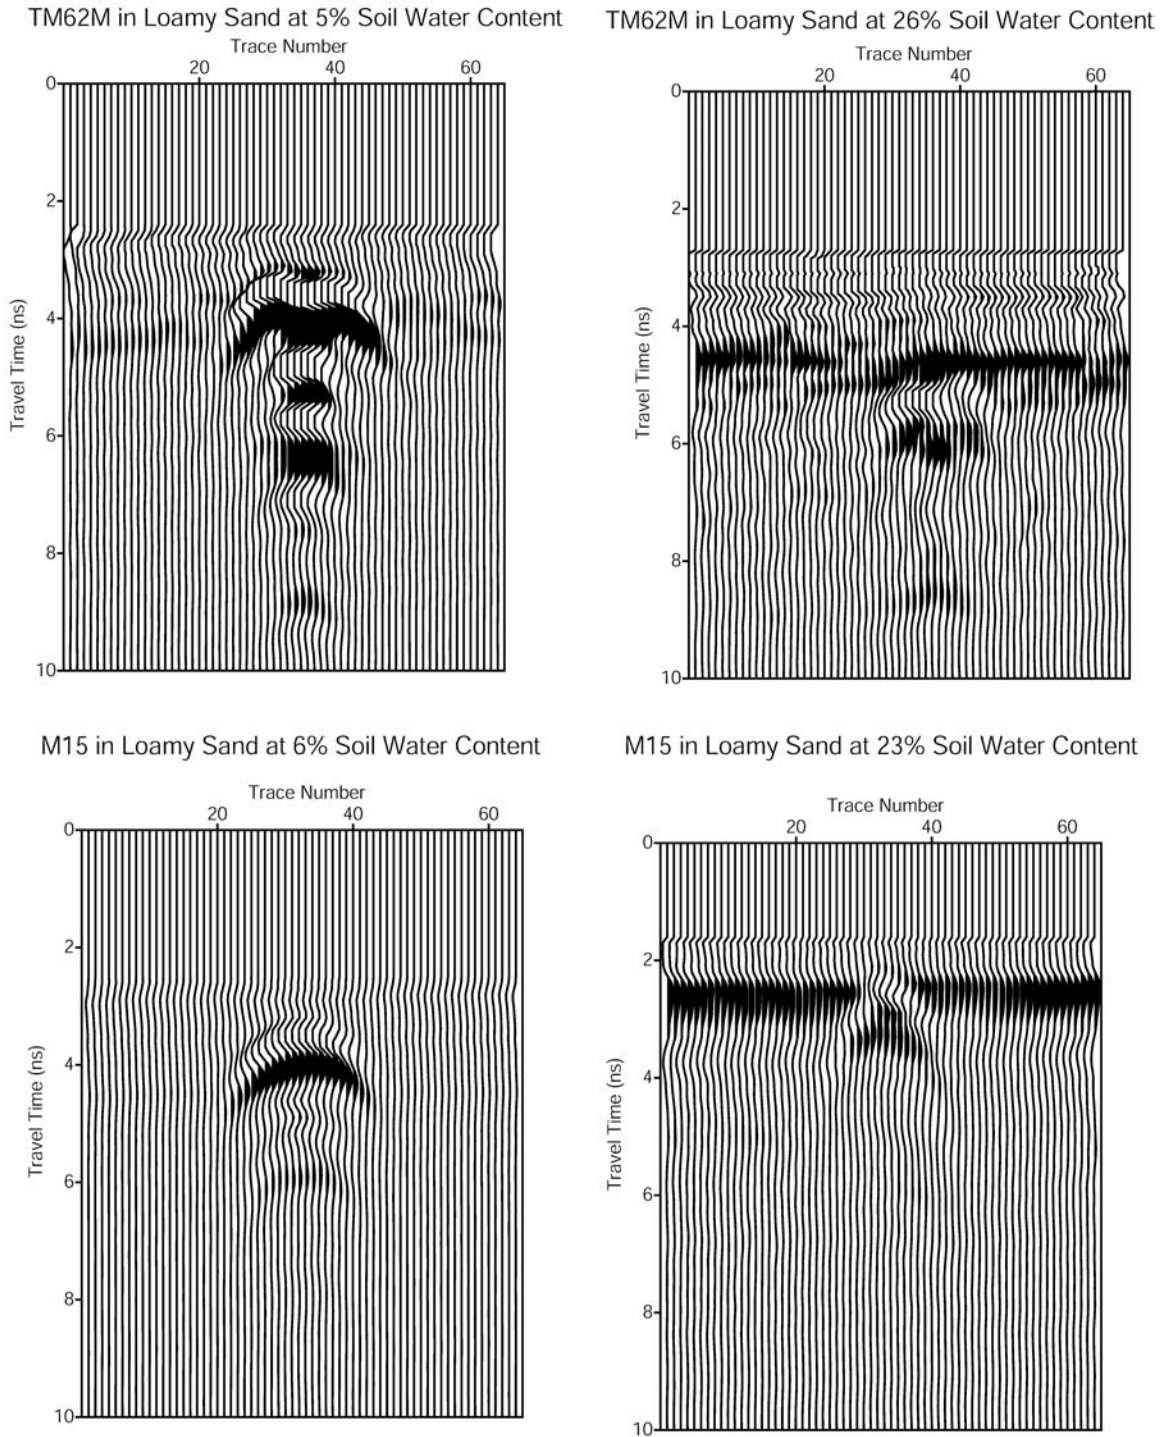 TM62M in Loamy Sand at 5% Soil Water Content
Trace Number
20 40 60
0
2
4
6
8
10
Travel Time (ns)
TM62M in Loamy Sand at 26% Soil Water Content
Trace Number
20 40 60
0
2
4
6
8
10
Travel Time (ns)
M15 in Loamy Sand at 6% Soil Water Content
Trace Number
20 40 60
0
2
4
6
8
10
Travel Time (ns)
M15 in Loamy Sand at 23% Soil Water Content
Trace Number
20 40 60
0
2
4
6
8
10
Travel Time (ns)